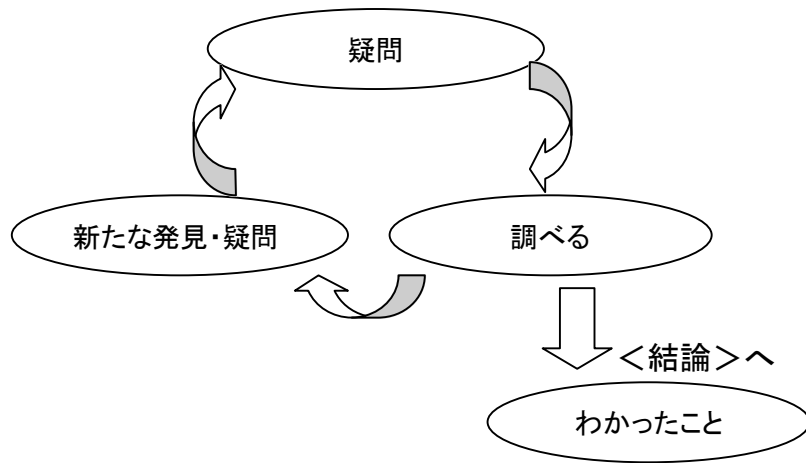 疑問
新たな発見・疑問
調べる
＜結論＞へ
わかったこと